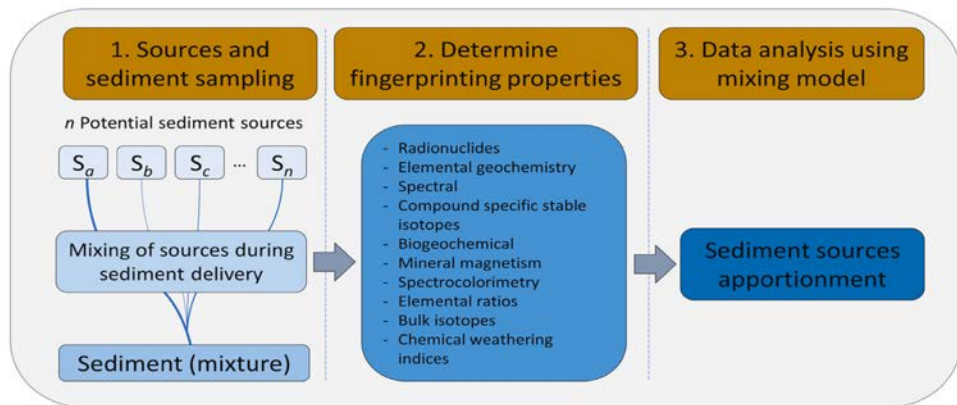 1. Sources and
sediment sampling
n Potential sediment sources
Sa
Sb
Sc
...
Sn
Mixing of sources during
sediment delivery
Sediment (mixture)
2. Determine
fingerprinting properties
- Radionuclides
- Elemental geochemistry
- Spectral
- Compound specific stable
isotopes
- Biogeochemical
- Mineral magnetism
- Spectrocolorimetry
- Elemental ratios
- Bulk isotopes
- Chemical weathering
indices
3. Data analysis using
mixing model
Sediment sources
apportionment